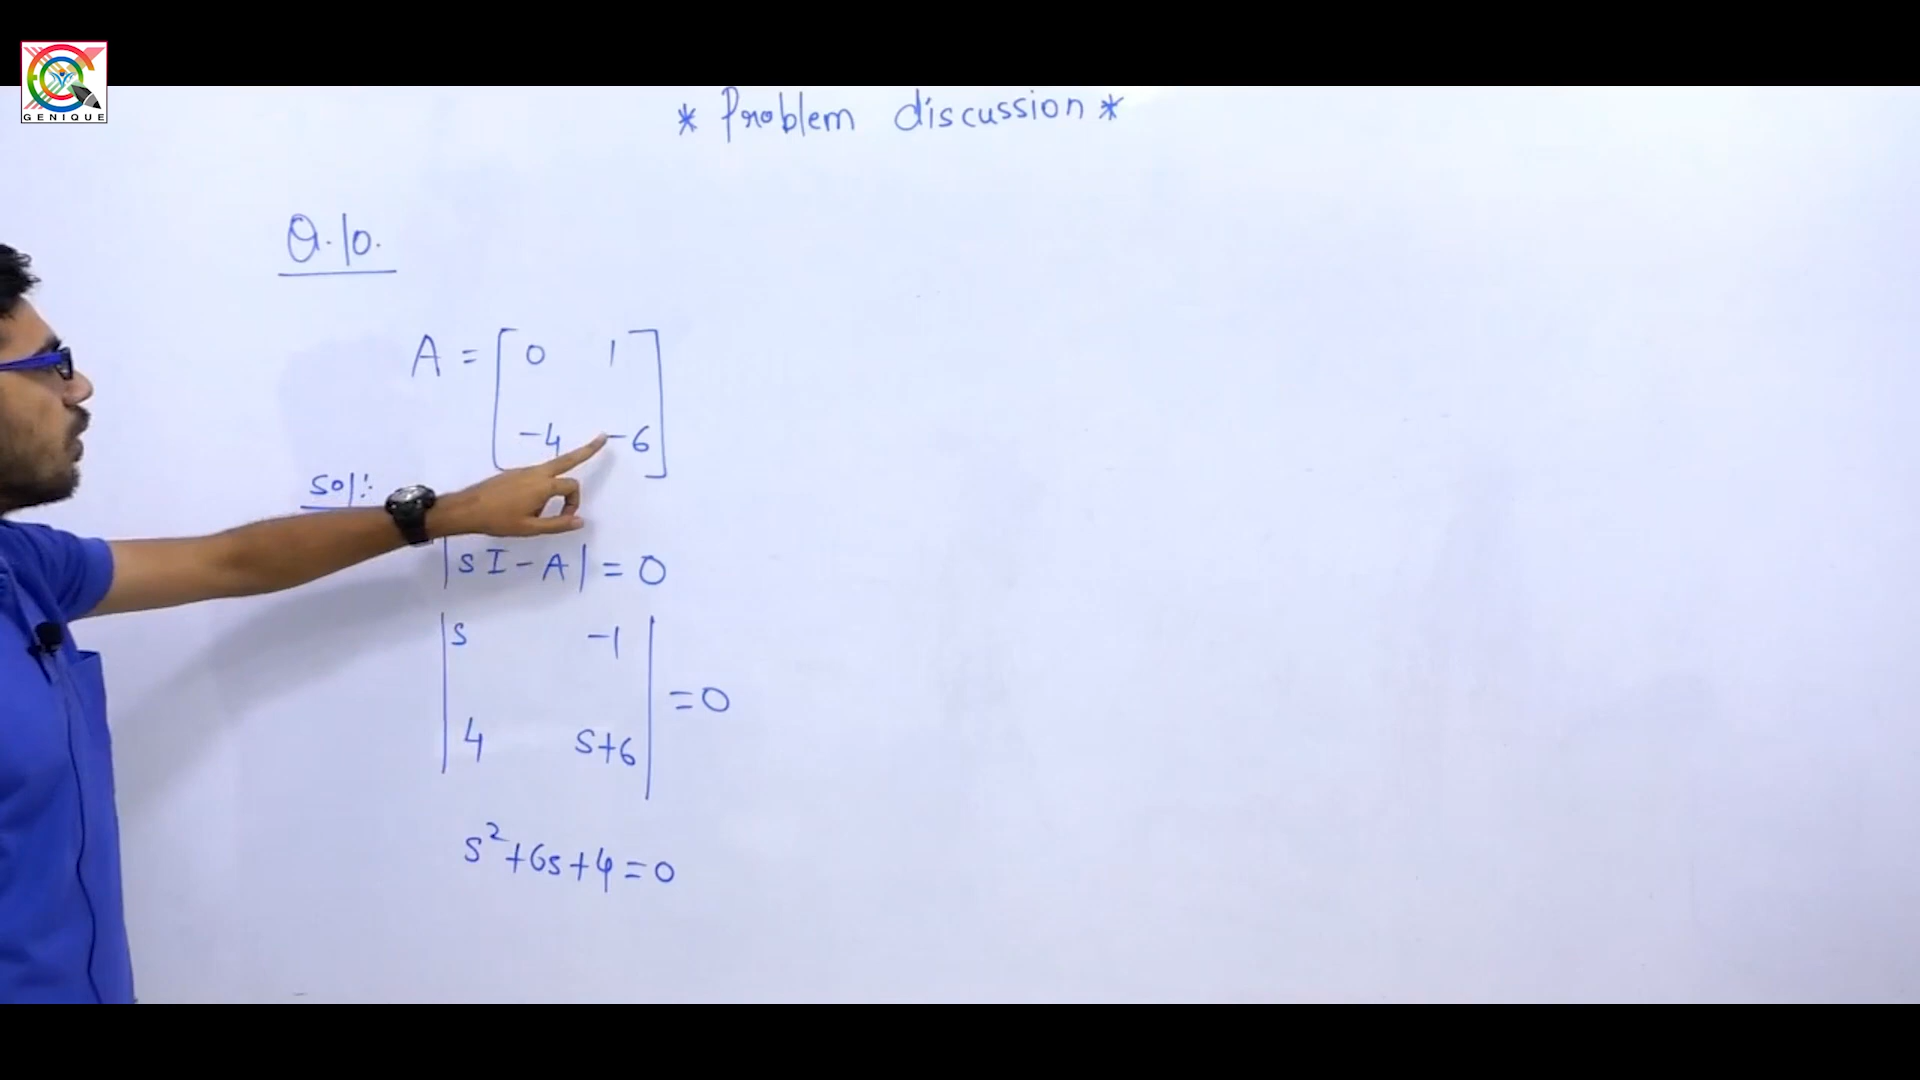 GENIQUE
* Problem discussion *
Q.10.
A = [ 0 1
-4 -6 ]
Sol:
|sI-A| = 0
| s -1
4 s+6 | = 0
s²+6s+4=0